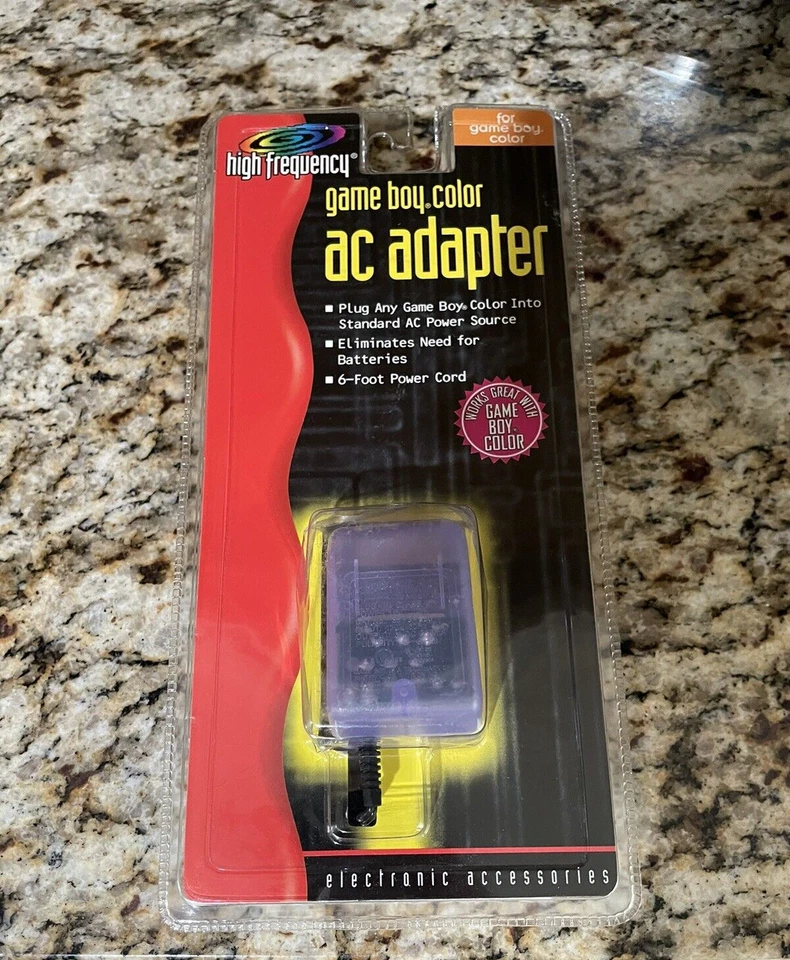 for
game boy®
color
high frequency®
game boy® color
ac adapter
■ Plug Any Game Boy® Color Into
Standard AC Power Source
■ Eliminates Need for
Batteries
■ 6-Foot Power Cord
WORKS GREAT WITH
GAME
BOY
COLOR
electronic accessories